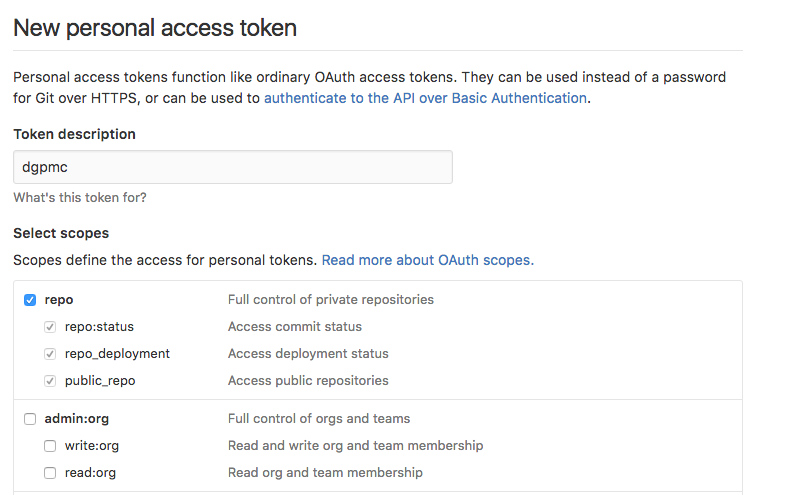 New personal access token
Personal access tokens function like ordinary OAuth access tokens. They can be used instead of a password
for Git over HTTPS, or can be used to authenticate to the API over Basic Authentication.
Token description
dgpmc
What's this token for?
Select scopes
Scopes define the access for personal tokens. Read more about OAuth scopes.
repo Full control of private repositories
repo:status Access commit status
repo_deployment Access deployment status
public_repo Access public repositories
admin:org Full control of orgs and teams
write:org Read and write org and team membership
read:org Read org and team membership